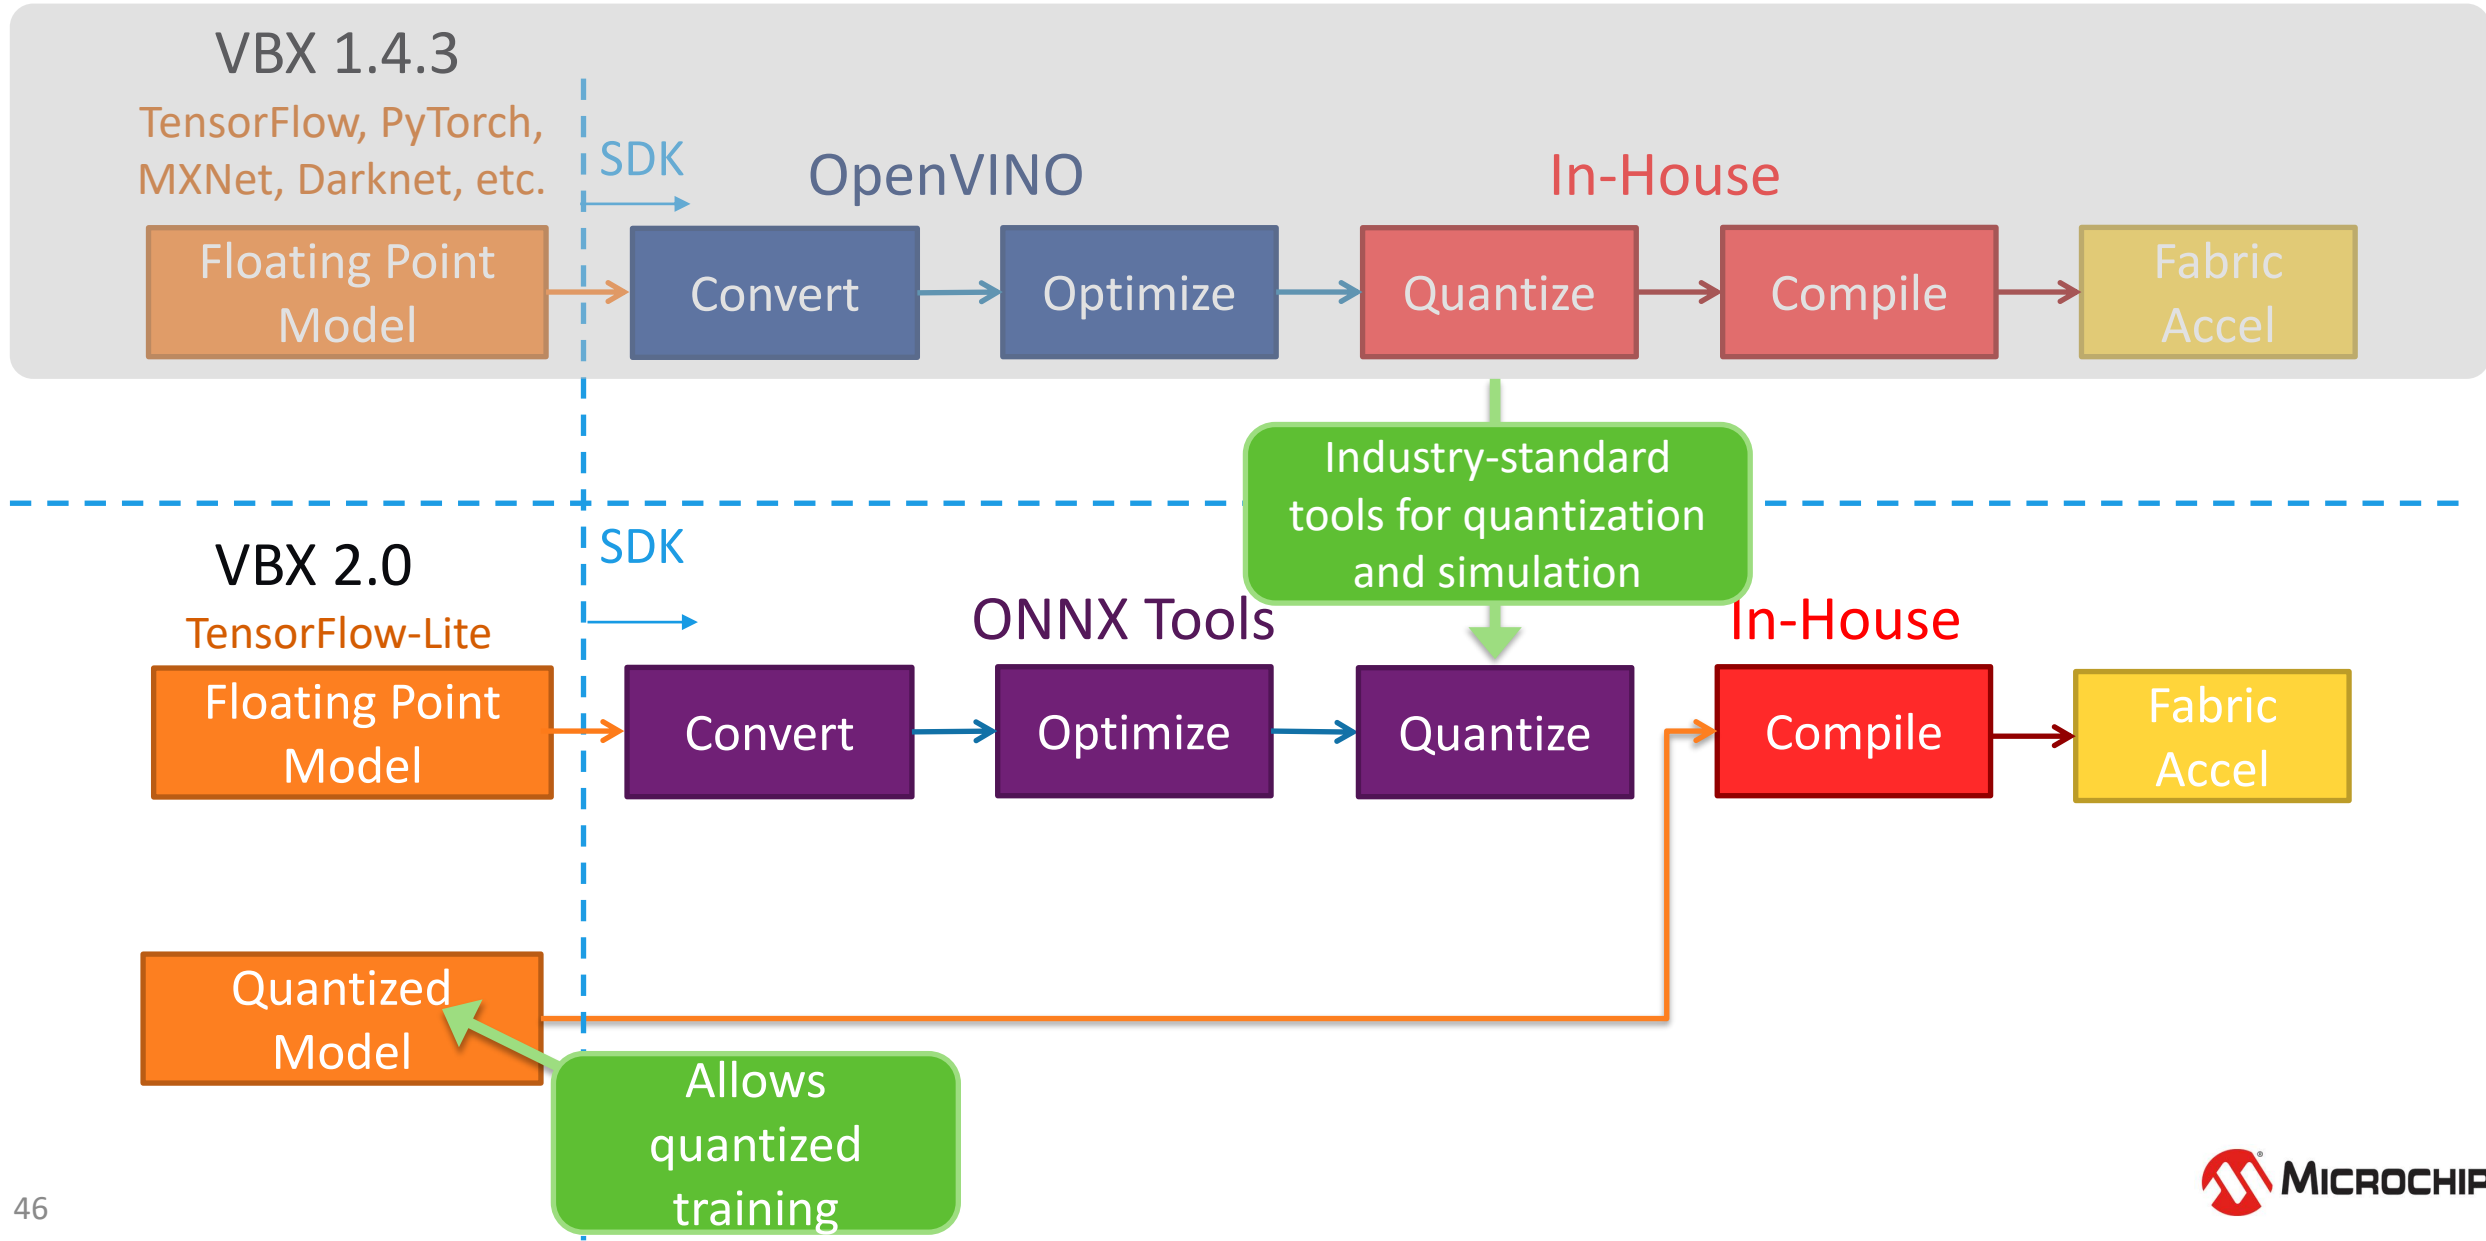 VBX 1.4.3
TensorFlow, PyTorch,
MXNet, Darknet, etc.
SDK
OpenVINO
In-House
Floating Point
Model
Convert
Optimize
Quantize
Compile
Fabric
Accel
Industry-standard
tools for quantization
and simulation
VBX 2.0
SDK
TensorFlow-Lite
ONNX Tools
In-House
Floating Point
Model
Convert
Optimize
Quantize
Compile
Fabric
Accel
Quantized
Model
Allows
quantized
training
46
MICROCHIP